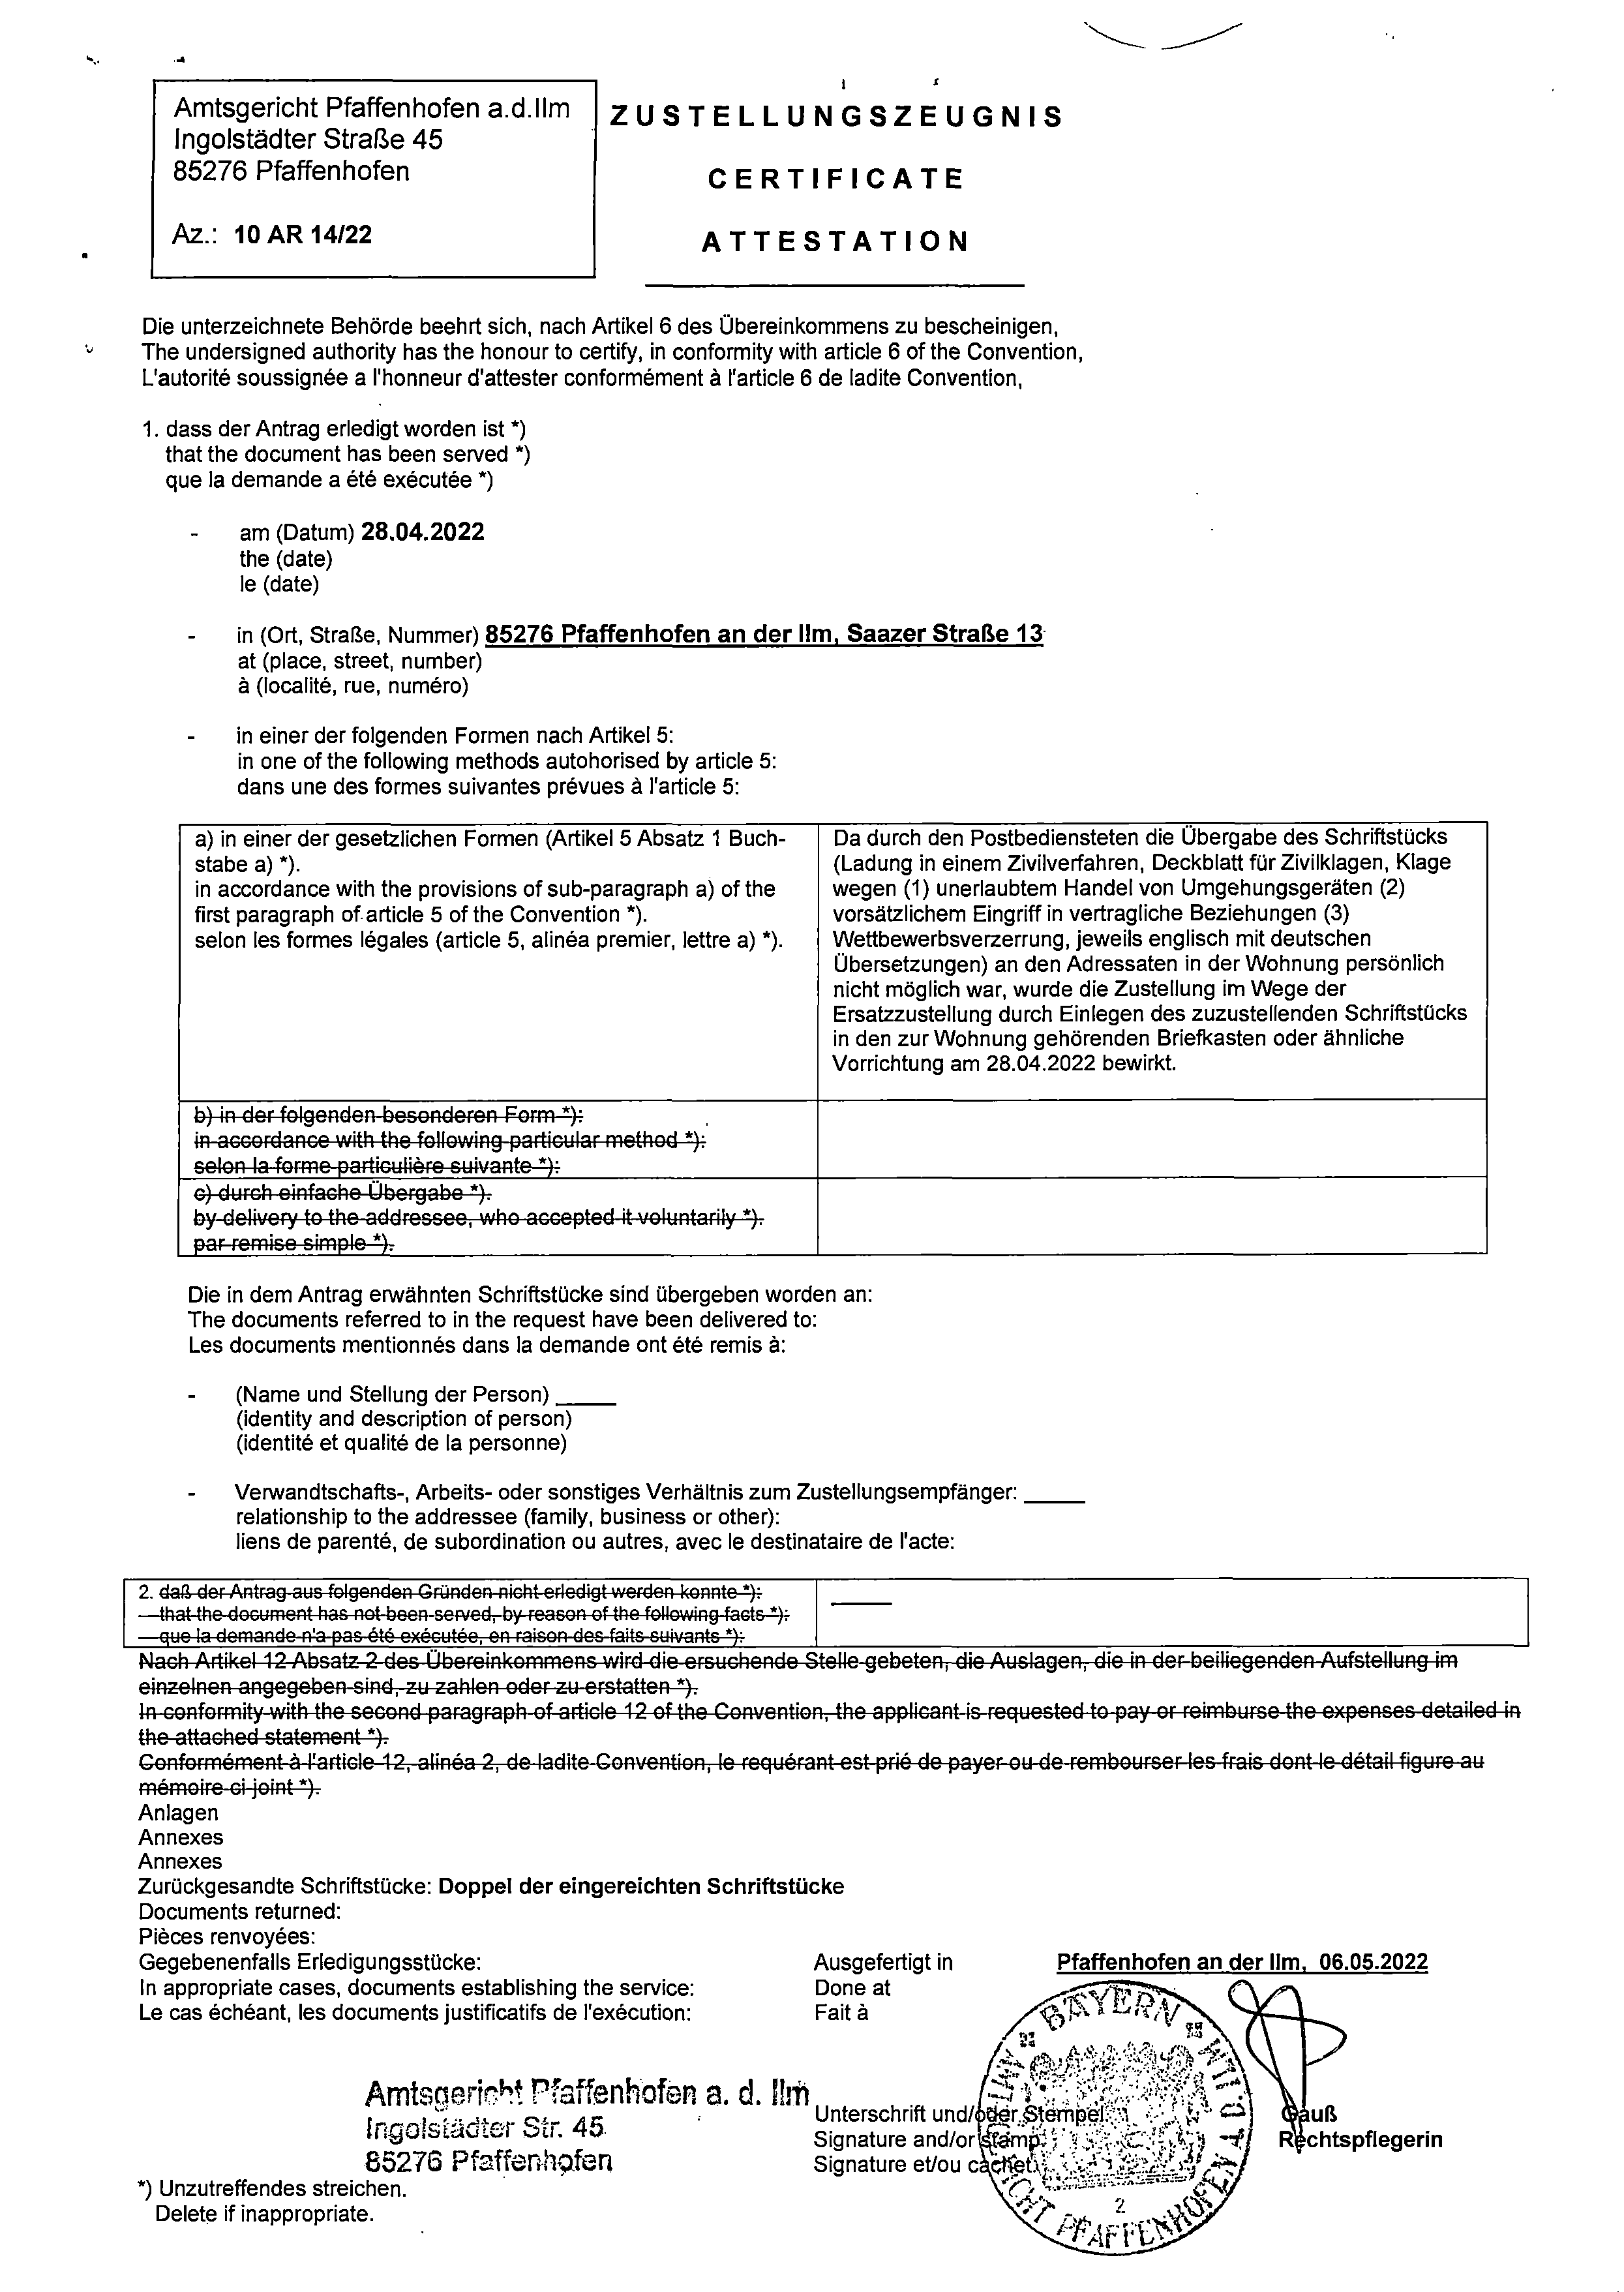 Amtsgericht Pfaffenhofen a.d.Ilm
Ingolstädter Straße 45
85276 Pfaffenhofen
Az.: 10 AR 14/22
ZUSTELLUNGSZEUGNIS
CERTIFICATE
ATTESTATION
Die unterzeichnete Behörde beehrt sich, nach Artikel 6 des Übereinkommens zu bescheinigen,
The undersigned authority has the honour to certify, in conformity with article 6 of the Convention,
L'autorité soussignée a l'honneur d'attester conformément à l'article 6 de ladite Convention,
1. dass der Antrag erledigt worden ist *)
that the document has been served *)
que la demande a été exécutée *)
- am (Datum) 28.04.2022
the (date)
le (date)
- in (Ort, Straße, Nummer) 85276 Pfaffenhofen an der Ilm, Saazer Straße 13
at (place, street, number)
à (localité, rue, numéro)
- in einer der folgenden Formen nach Artikel 5:
in one of the following methods autohorised by article 5:
dans une des formes suivantes prévues à l'article 5:
a) in einer der gesetzlichen Formen (Artikel 5 Absatz 1 Buch-
stabe a) *).
in accordance with the provisions of sub-paragraph a) of the
first paragraph of article 5 of the Convention *).
selon les formes légales (article 5, alinéa premier, lettre a) *).
Da durch den Postbediensteten die Übergabe des Schriftstücks
(Ladung in einem Zivilverfahren, Deckblatt für Zivilklagen, Klage
wegen (1) unerlaubtem Handel von Umgehungsgeräten (2)
vorsätzlichem Eingriff in vertragliche Beziehungen (3)
Wettbewerbsverzerrung, jeweils englisch mit deutschen
Übersetzungen) an den Adressaten in der Wohnung persönlich
nicht möglich war, wurde die Zustellung im Wege der
Ersatzzustellung durch Einlegen des zuzustellenden Schriftstücks
in den zur Wohnung gehörenden Briefkasten oder ähnliche
Vorrichtung am 28.04.2022 bewirkt.
b) in der folgenden besonderen Form *):
in accordance with the following particular method *):
selon la forme particulière suivante *):
c) durch einfache Übergabe *).
by delivery to the addressee, who accepted it voluntarily *).
par remise simple *).
Die in dem Antrag erwähnten Schriftstücke sind übergeben worden an:
The documents referred to in the request have been delivered to:
Les documents mentionnés dans la demande ont été remis à:
- (Name und Stellung der Person) _____
(identity and description of person)
(identité et qualité de la personne)
- Verwandtschafts-, Arbeits- oder sonstiges Verhältnis zum Zustellungsempfänger: _____
relationship to the addressee (family, business or other):
liens de parenté, de subordination ou autres, avec le destinataire de l'acte:
2. daß der Antrag aus folgenden Gründen nicht erledigt werden konnte *):
that the document has not been served, by reason of the following facts *):
que la demande n'a pas été exécutée, en raison des faits suivants *):
Nach Artikel 12 Absatz 2 des Übereinkommens wird die ersuchende Stelle gebeten, die Auslagen, die in der beiliegenden Aufstellung im
einzelnen angegeben sind, zu zahlen oder zu erstatten *).
In conformity with the second paragraph of article 12 of the Convention, the applicant is requested to pay or reimburse the expenses detailed in
the attached statement *).
Conformément à l'article 12, alinéa 2, de ladite Convention, le requérant est prié de payer ou de rembourser les frais dont le détail figure au
mémoire ci-joint *).
Anlagen
Annexes
Annexes
Zurückgesandte Schriftstücke: Doppel der eingereichten Schriftstücke
Documents returned:
Pièces renvoyées:
Gegebenenfalls Erledigungsstücke:
In appropriate cases, documents establishing the service:
Le cas échéant, les documents justificatifs de l'exécution:
Ausgefertigt in Pfaffenhofen an der Ilm, 06.05.2022
Done at
Fait à
Amtsgericht Pfaffenhofen a. d. Ilm
Ingolstädter Str. 45
85276 Pfaffenhofen
Unterschrift und/oder Stempel
Signature and/or stamp
Signature et/ou cachet
BAYERN
AMTSGERICHT PFAFFENHOFEN A.D. ILM
2
Gauß
Rechtspflegerin
*) Unzutreffendes streichen.
Delete if inappropriate.